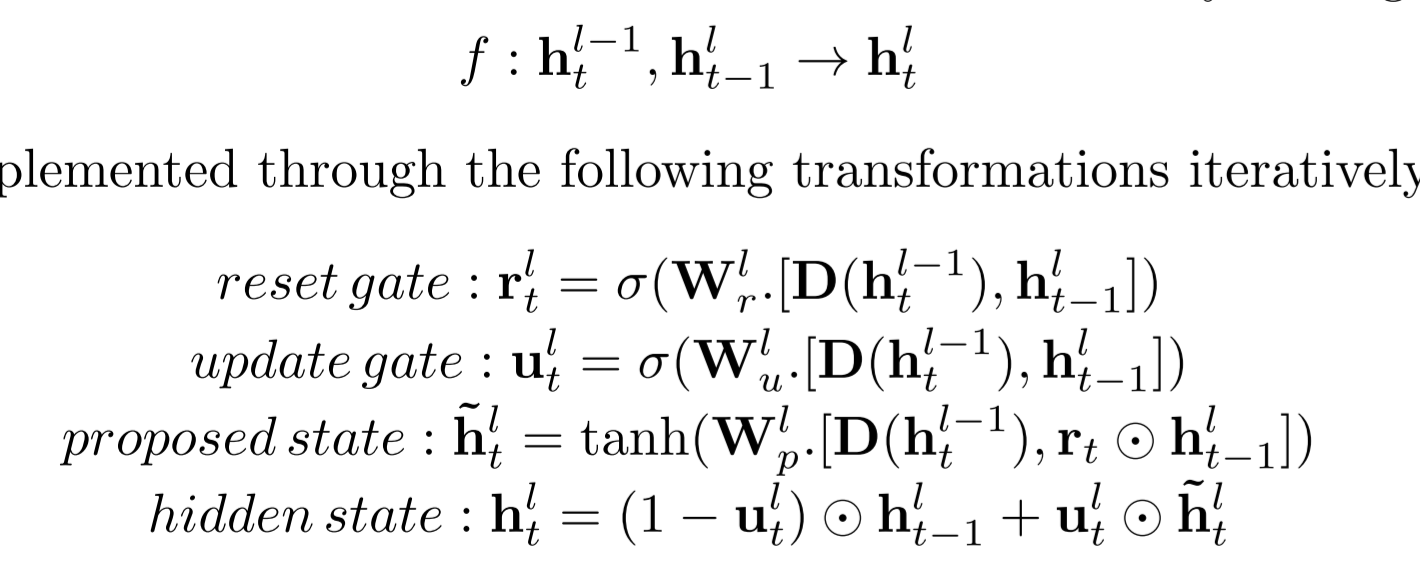 f : h_t^{l-1}, h_{t-1}^l → h_t^l
plemented through the following transformations iteratively
reset gate : r_t^l = σ(W_r^l.[D(h_t^{l-1}), h_{t-1}^l])
update gate : u_t^l = σ(W_u^l.[D(h_t^{l-1}), h_{t-1}^l])
proposed state : h̃_t^l = tanh(W_p^l.[D(h_t^{l-1}), r_t ⊙ h_{t-1}^l])
hidden state : h_t^l = (1 − u_t^l) ⊙ h_{t-1}^l + u_t^l ⊙ h̃_t^l